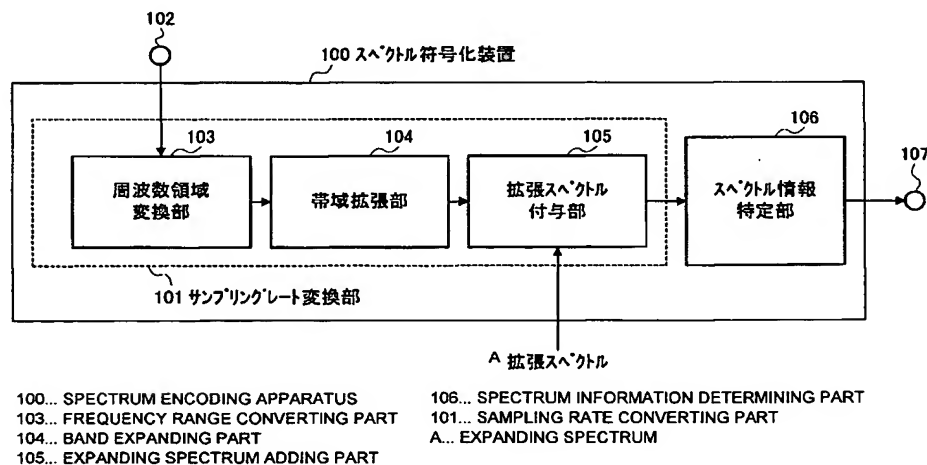 102
100 スペクトル符号化装置
103
104
105
106
107
周波数領域
変換部
帯域拡張部
拡張スペクトル
付与部
スペクトル情報
特定部
101 サンプリングレート変換部
A 拡張スペクトル
100... SPECTRUM ENCODING APPARATUS
103... FREQUENCY RANGE CONVERTING PART
104... BAND EXPANDING PART
105... EXPANDING SPECTRUM ADDING PART
106... SPECTRUM INFORMATION DETERMINING PART
101... SAMPLING RATE CONVERTING PART
A... EXPANDING SPECTRUM